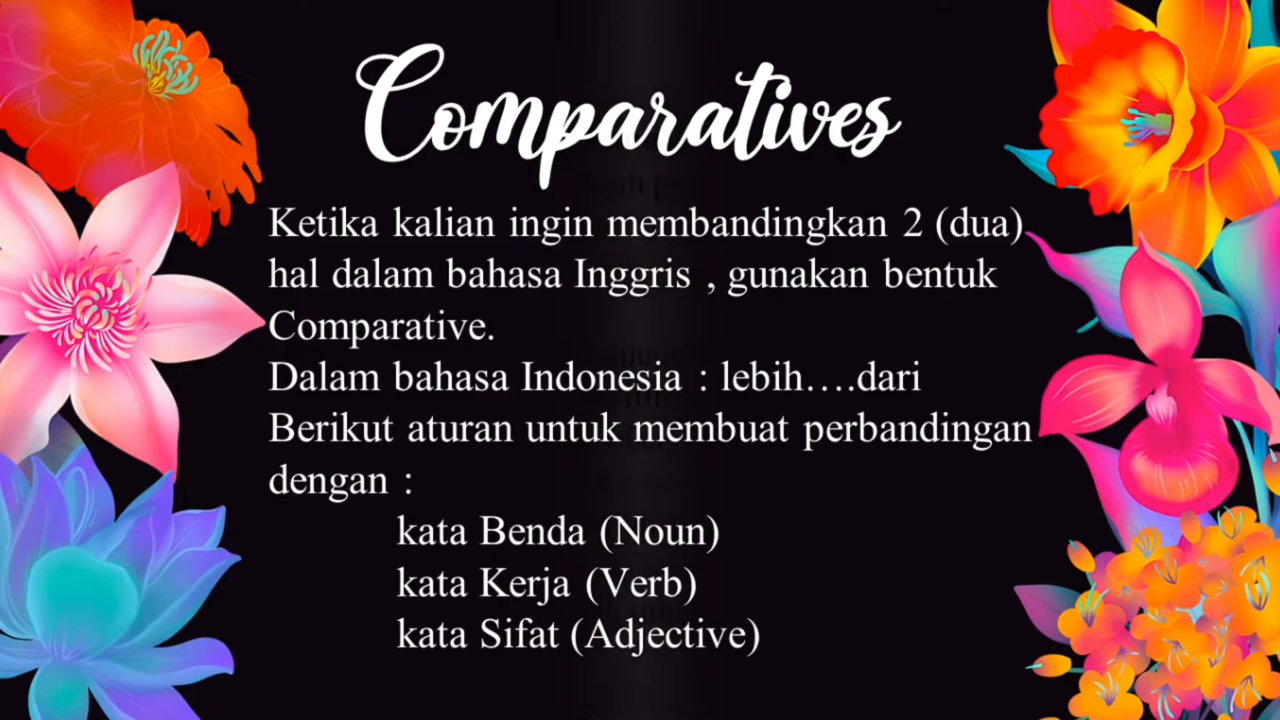 Comparatives
Ketika kalian ingin membandingkan 2 (dua)
hal dalam bahasa Inggris , gunakan bentuk
Comparative.
Dalam bahasa Indonesia : lebih….dari
Berikut aturan untuk membuat perbandingan
dengan :
kata Benda (Noun)
kata Kerja (Verb)
kata Sifat (Adjective)